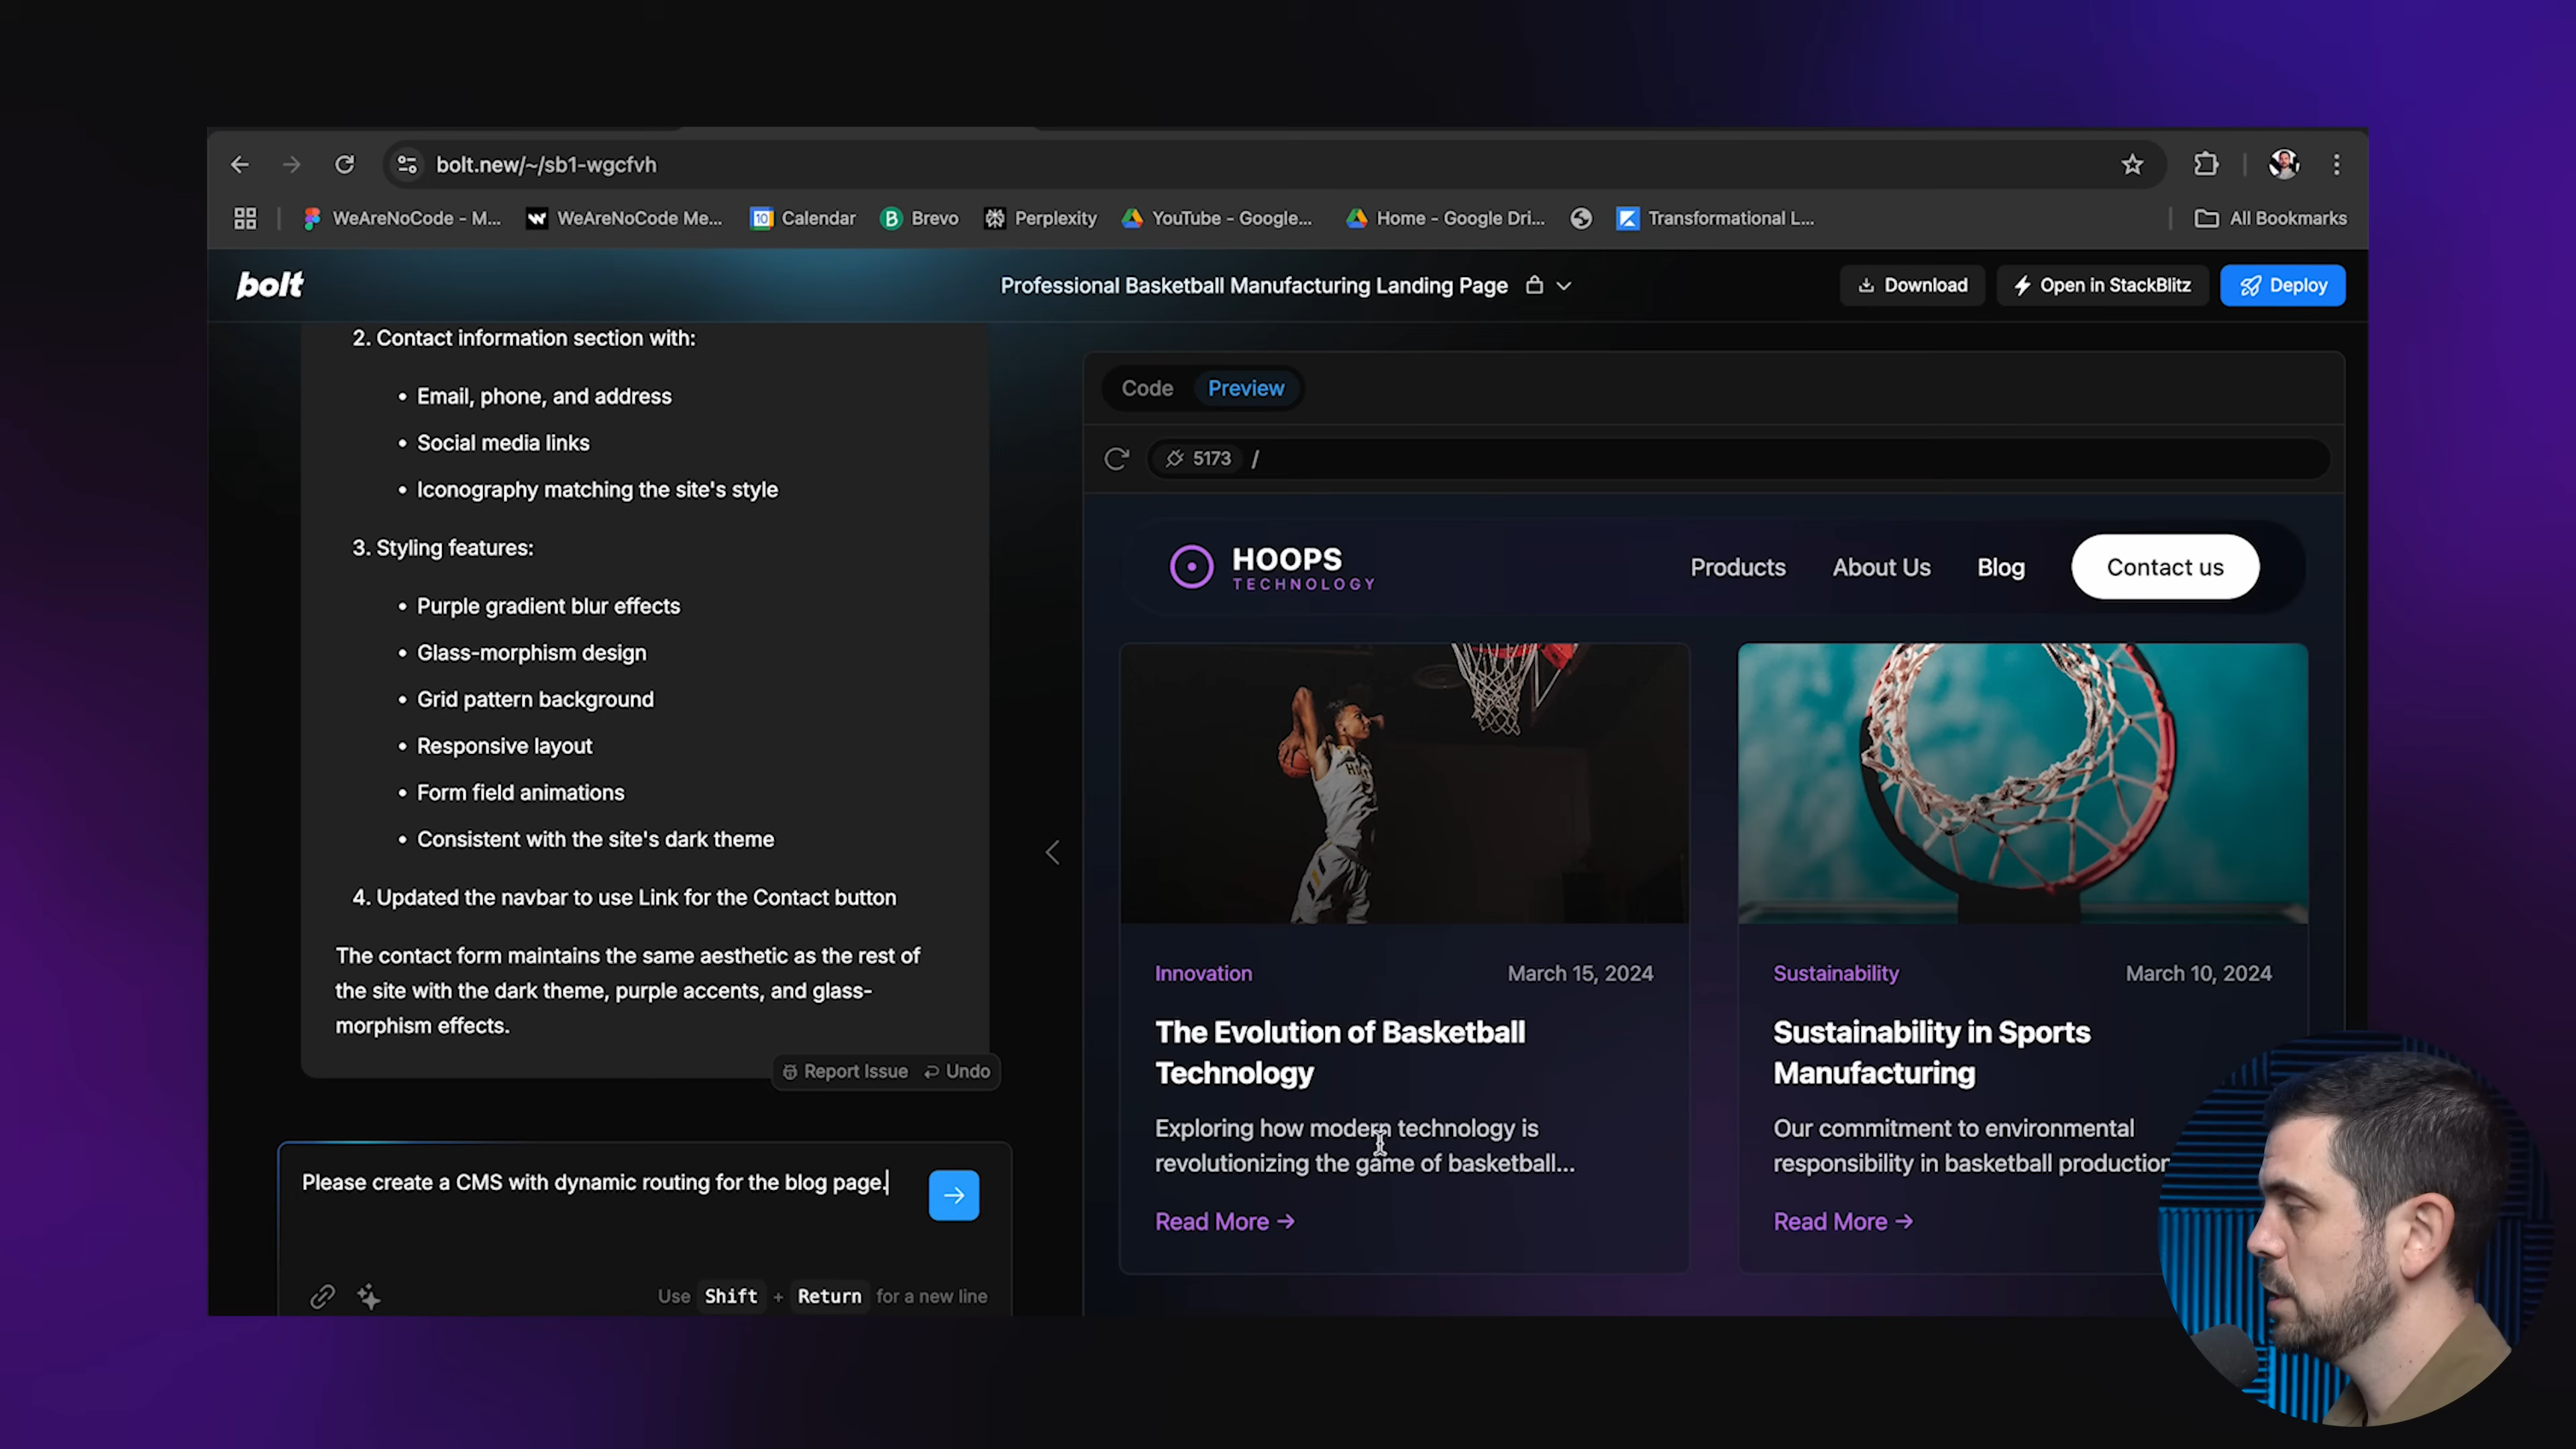 bolt.new/~/sb1-wgcfvh
WeAreNoCode - M...
WeAreNoCode Me...
10
Calendar
B
Brevo
Perplexity
YouTube - Google...
Home - Google Dri...
Transformational L...
All Bookmarks
bolt
Professional Basketball Manufacturing Landing Page
Download
Open in StackBlitz
Deploy
2. Contact information section with:
• Email, phone, and address
• Social media links
• Iconography matching the site's style
3. Styling features:
• Purple gradient blur effects
• Glass-morphism design
• Grid pattern background
• Responsive layout
• Form field animations
• Consistent with the site's dark theme
4. Updated the navbar to use Link for the Contact button
The contact form maintains the same aesthetic as the rest of
the site with the dark theme, purple accents, and glass-
morphism effects.
Report Issue
Undo
Please create a CMS with dynamic routing for the blog page.
Use Shift + Return for a new line
Code
Preview
5173 /
HOOPS
TECHNOLOGY
Products
About Us
Blog
Contact us
Innovation
March 15, 2024
The Evolution of Basketball
Technology
Exploring how modern technology is
revolutionizing the game of basketball...
Read More →
Sustainability
March 10, 2024
Sustainability in Sports
Manufacturing
Our commitment to environmental
responsibility in basketball production
Read More →